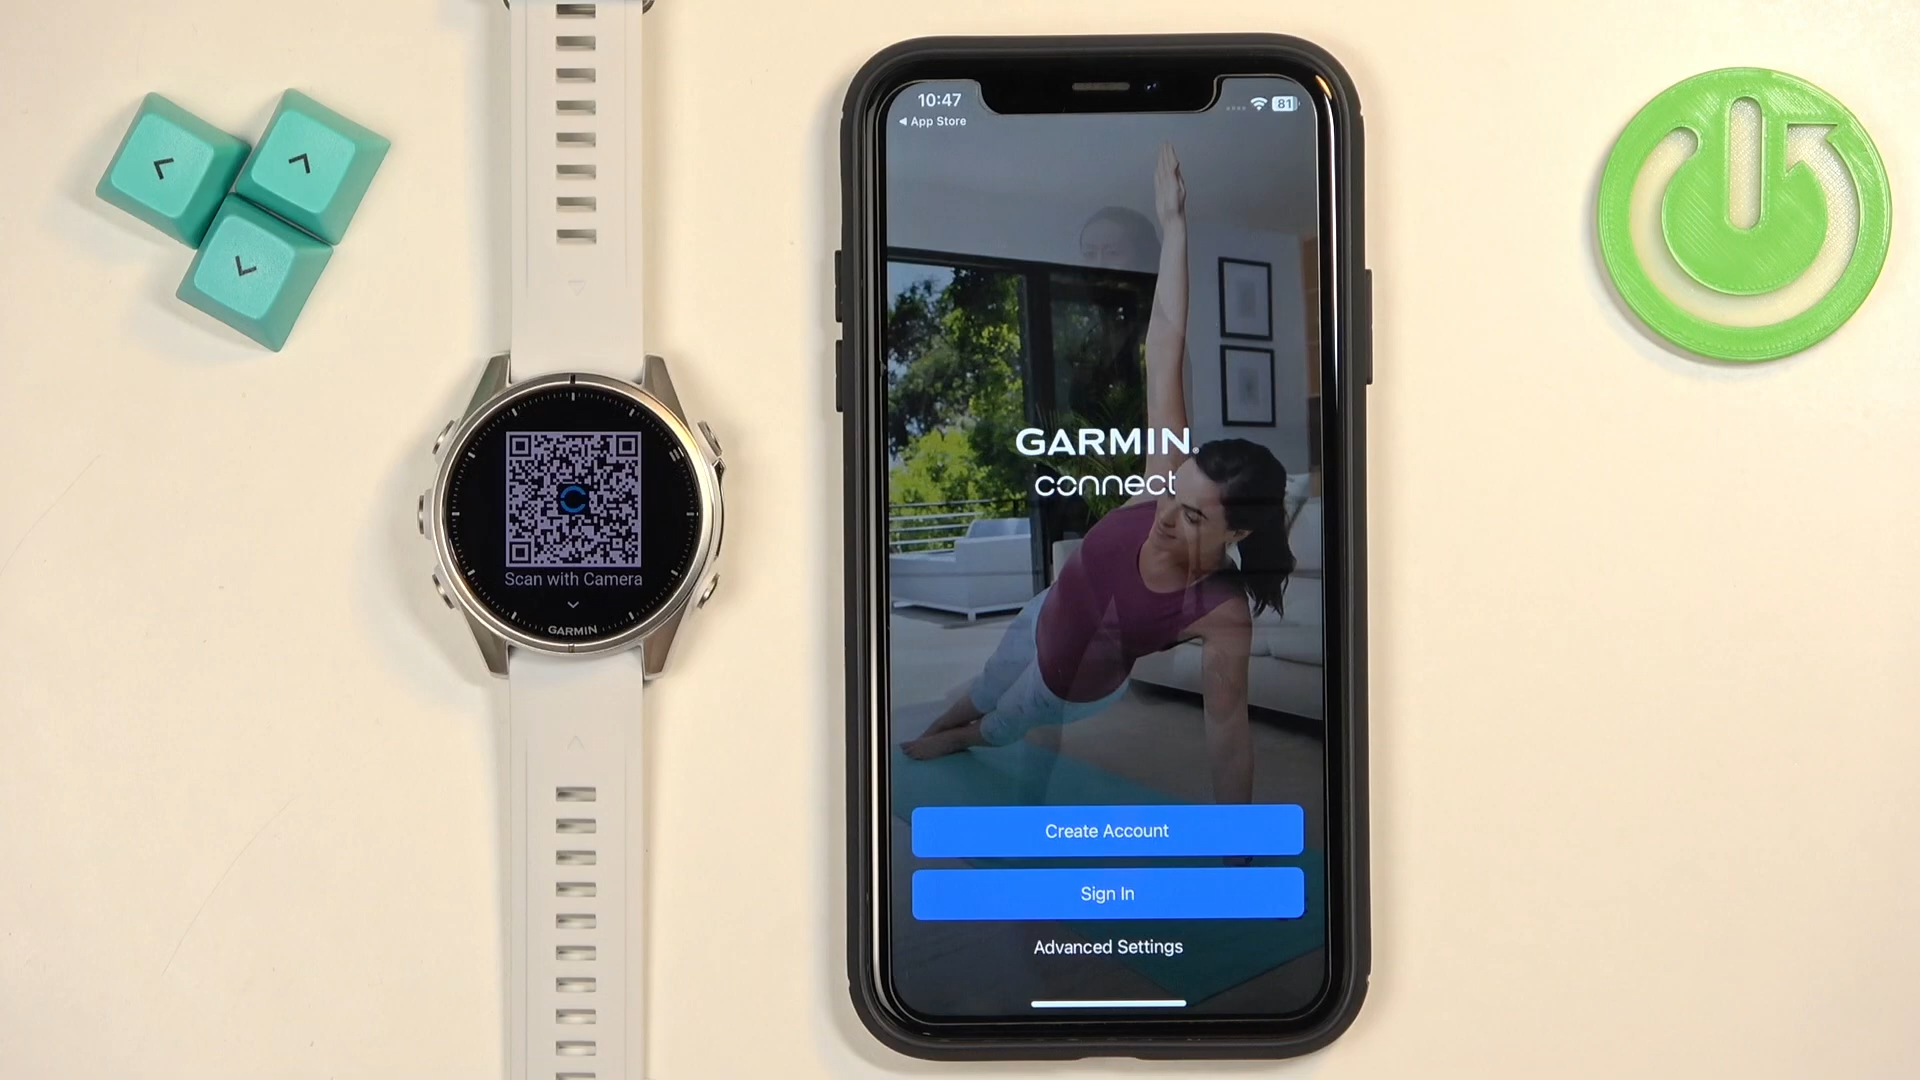 Scan with Camera
GARMIN
10:47
81
◀ App Store
GARMIN®
connect
Create Account
Sign In
Advanced Settings